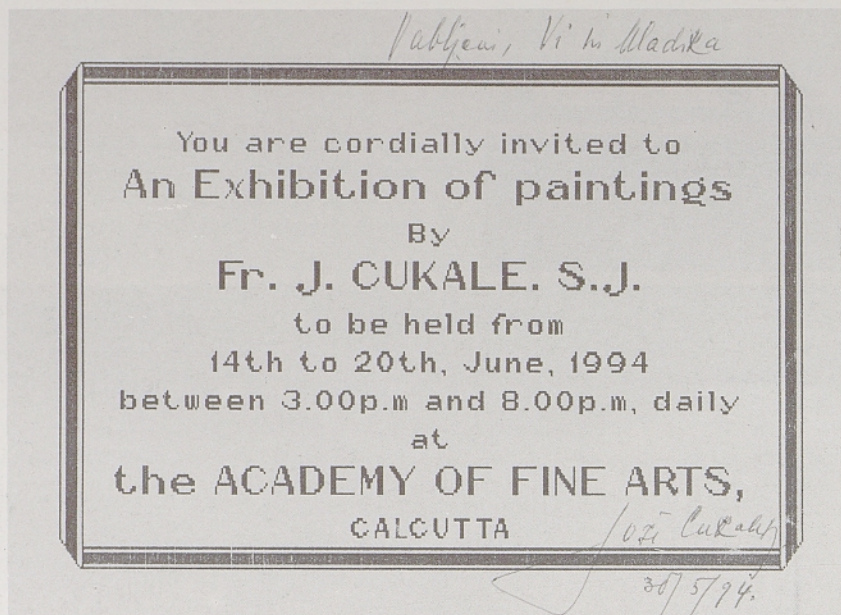 Vabljeni, Vi in Madika
You are cordially invited to
An Exhibition of paintings
By
Fr. J. CUKALE. S.J.
to be held from
14th to 20th, June, 1994
between 3.00p.m and 8.00p.m, daily
at
the ACADEMY OF FINE ARTS,
CALCUTTA
Joži Cukale
30/5/94.